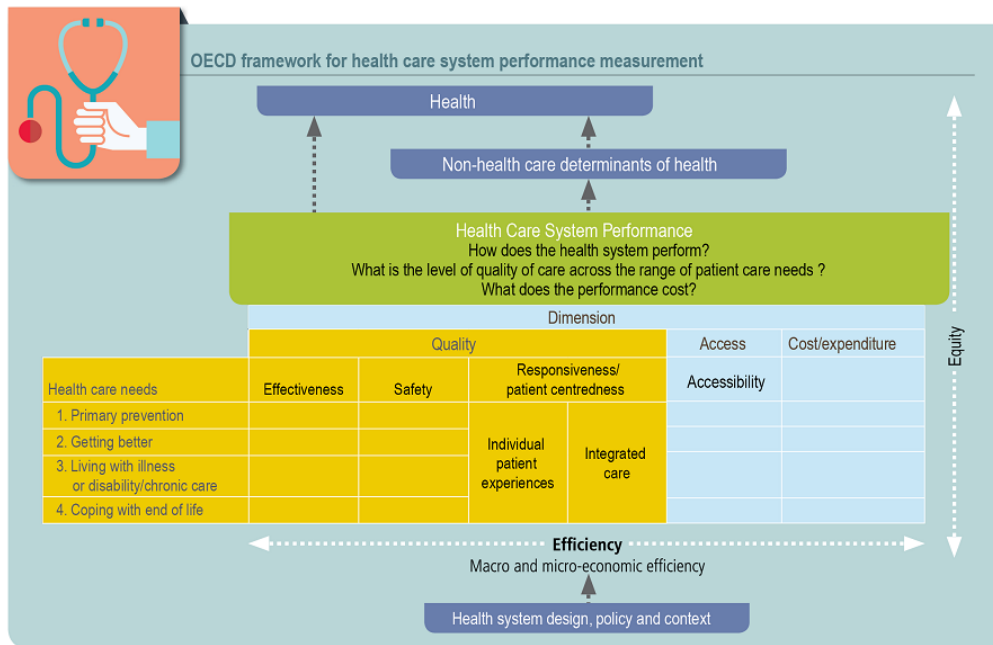 OECD framework for health care system performance measurement
Health
Non-health care determinants of health
Health Care System Performance
How does the health system perform?
What is the level of quality of care across the range of patient care needs ?
What does the performance cost?
Dimension
Quality
Access
Cost/expenditure
Health care needs
Effectiveness
Safety
Responsiveness/
patient centredness
Accessibility
1. Primary prevention
2. Getting better
3. Living with illness
or disability/chronic care
4. Coping with end of life
Individual
patient
experiences
Integrated
care
Equity
Efficiency
Macro and micro-economic efficiency
Health system design, policy and context